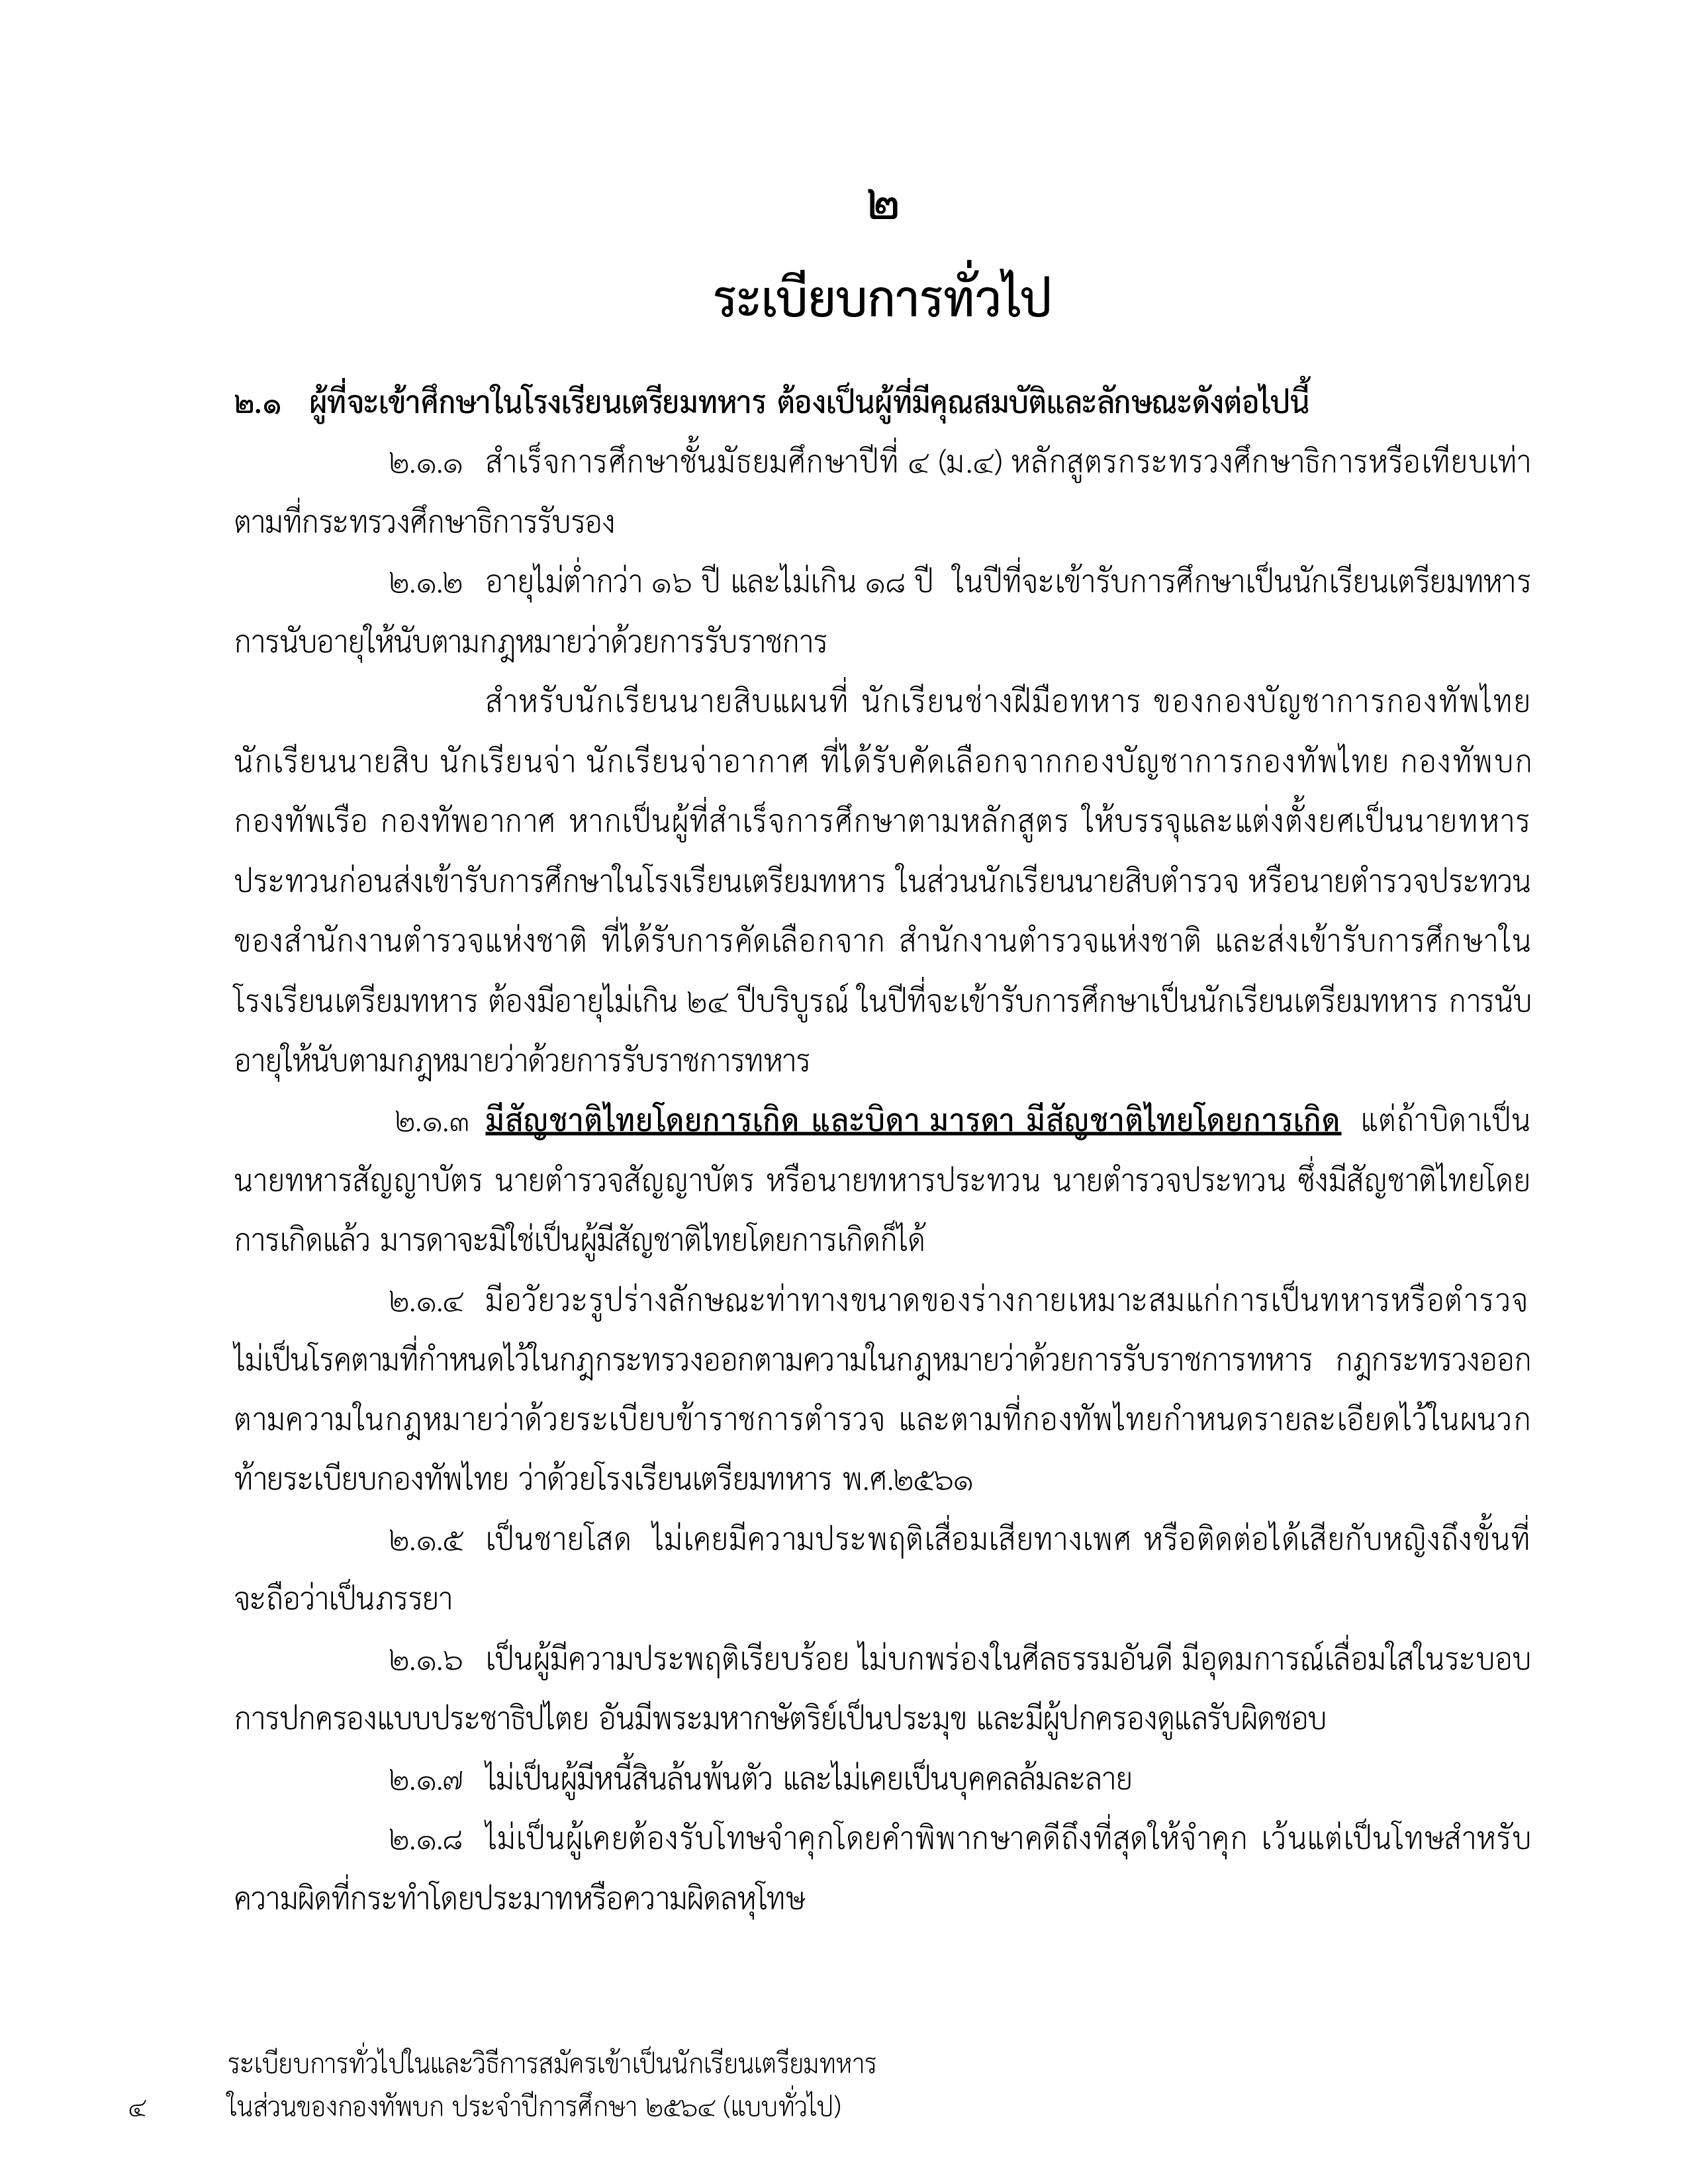 ๒
ระเบียบการทั่วไป
๒.๑ ผู้ที่จะเข้าศึกษาในโรงเรียนเตรียมทหาร ต้องเป็นผู้ที่มีคุณสมบัติและลักษณะดังต่อไปนี้
๒.๑.๑ สำเร็จการศึกษาชั้นมัธยมศึกษาปีที่ ๔ (ม.๔) หลักสูตรกระทรวงศึกษาธิการหรือเทียบเท่า
ตามที่กระทรวงศึกษาธิการรับรอง
๒.๑.๒ อายุไม่ต่ำกว่า ๑๖ ปี และไม่เกิน ๑๘ ปี ในปีที่จะเข้ารับการศึกษาเป็นนักเรียนเตรียมทหาร
การนับอายุให้นับตามกฎหมายว่าด้วยการรับราชการ
สำหรับนักเรียนนายสิบแผนที่ นักเรียนช่างฝีมือทหาร ของกองบัญชาการกองทัพไทย
นักเรียนนายสิบ นักเรียนจ่า นักเรียนจ่าอากาศ ที่ได้รับคัดเลือกจากกองบัญชาการกองทัพไทย กองทัพบก
กองทัพเรือ กองทัพอากาศ หากเป็นผู้ที่สำเร็จการศึกษาตามหลักสูตร ให้บรรจุและแต่งตั้งยศเป็นนายทหาร
ประทวนก่อนส่งเข้ารับการศึกษาในโรงเรียนเตรียมทหาร ในส่วนนักเรียนนายสิบตำรวจ หรือนายตำรวจประทวน
ของสำนักงานตำรวจแห่งชาติ ที่ได้รับการคัดเลือกจาก สำนักงานตำรวจแห่งชาติ และส่งเข้ารับการศึกษาใน
โรงเรียนเตรียมทหาร ต้องมีอายุไม่เกิน ๒๔ ปีบริบูรณ์ ในปีที่จะเข้ารับการศึกษาเป็นนักเรียนเตรียมทหาร การนับ
อายุให้นับตามกฎหมายว่าด้วยการรับราชการทหาร
๒.๑.๓ มีสัญชาติไทยโดยการเกิด และบิดา มารดา มีสัญชาติไทยโดยการเกิด แต่ถ้าบิดาเป็น
นายทหารสัญญาบัตร นายตำรวจสัญญาบัตร หรือนายทหารประทวน นายตำรวจประทวน ซึ่งมีสัญชาติไทยโดย
การเกิดแล้ว มารดาจะมิใช่เป็นผู้มีสัญชาติไทยโดยการเกิดก็ได้
๒.๑.๔ มีอวัยวะรูปร่างลักษณะท่าทางขนาดของร่างกายเหมาะสมแก่การเป็นทหารหรือตำรวจ
ไม่เป็นโรคตามที่กำหนดไว้ในกฎกระทรวงออกตามความในกฎหมายว่าด้วยการรับราชการทหาร กฎกระทรวงออก
ตามความในกฎหมายว่าด้วยระเบียบข้าราชการตำรวจ และตามที่กองทัพไทยกำหนดรายละเอียดไว้ในผนวก
ท้ายระเบียบกองทัพไทย ว่าด้วยโรงเรียนเตรียมทหาร พ.ศ.๒๕๖๑
๒.๑.๕ เป็นชายโสด ไม่เคยมีความประพฤติเสื่อมเสียทางเพศ หรือติดต่อได้เสียกับหญิงถึงขั้นที่
จะถือว่าเป็นภรรยา
๒.๑.๖ เป็นผู้มีความประพฤติเรียบร้อย ไม่บกพร่องในศีลธรรมอันดี มีอุดมการณ์เลื่อมใสในระบอบ
การปกครองแบบประชาธิปไตย อันมีพระมหากษัตริย์เป็นประมุข และมีผู้ปกครองดูแลรับผิดชอบ
๒.๑.๗ ไม่เป็นผู้มีหนี้สินล้นพ้นตัว และไม่เคยเป็นบุคคลล้มละลาย
๒.๑.๘ ไม่เป็นผู้เคยต้องรับโทษจำคุกโดยคำพิพากษาคดีถึงที่สุดให้จำคุก เว้นแต่เป็นโทษสำหรับ
ความผิดที่กระทำโดยประมาทหรือความผิดลหุโทษ
ระเบียบการทั่วไปในและวิธีการสมัครเข้าเป็นนักเรียนเตรียมทหาร
๔ ในส่วนของกองทัพบก ประจำปีการศึกษา ๒๕๖๔ (แบบทั่วไป)